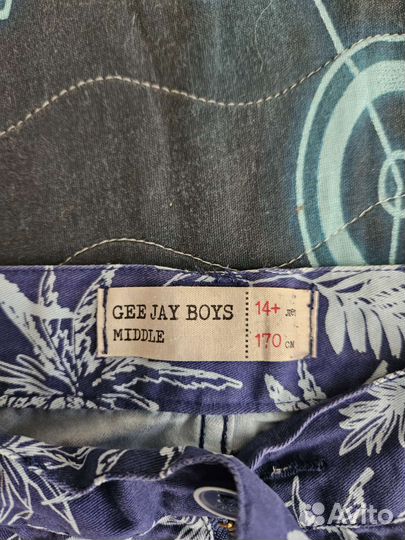 GEE JAY BOYS
MIDDLE
14+
170 CM
Avito